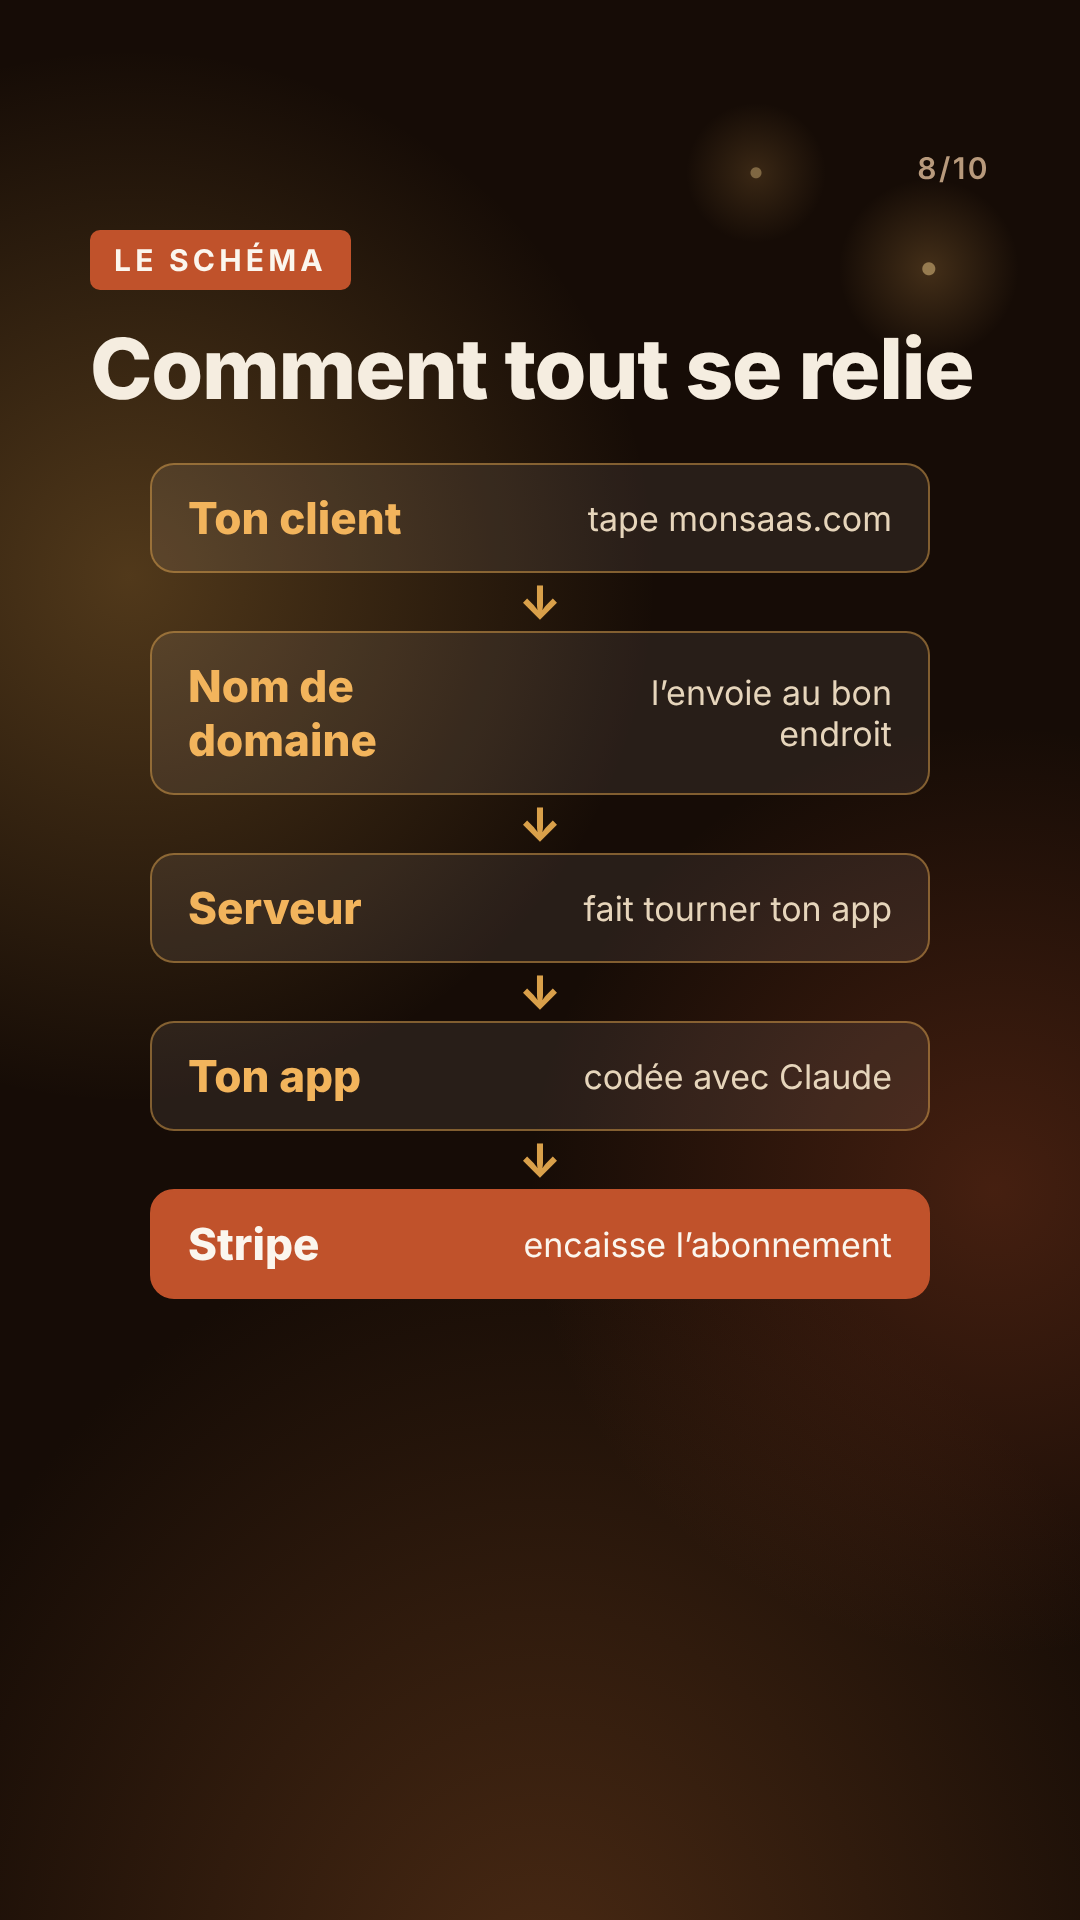 8/10
LE SCHÉMA
Comment tout se relie
Ton client
tape monsaas.com
↓
Nom de
domaine
l’envoie au bon
endroit
↓
Serveur
fait tourner ton app
↓
Ton app
codée avec Claude
↓
Stripe
encaisse l’abonnement